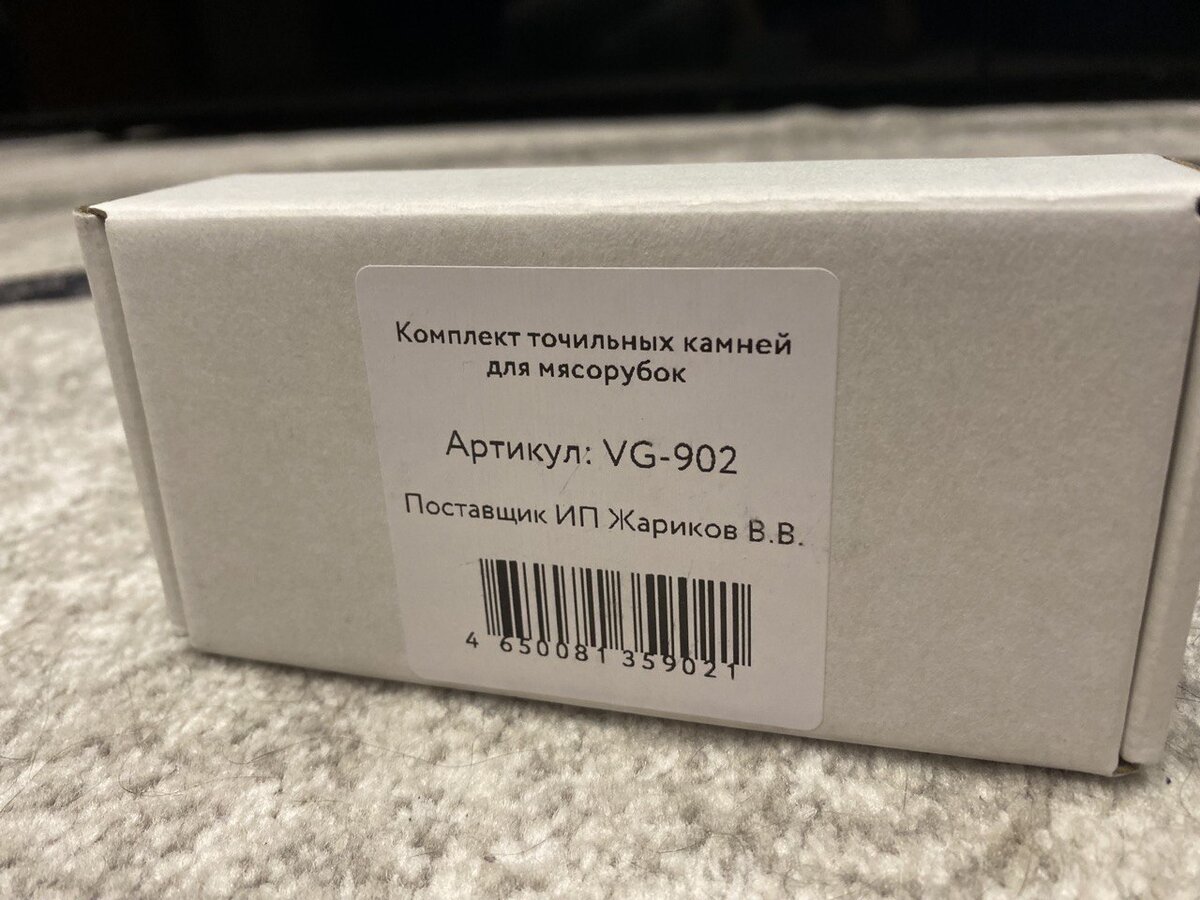 Комплект точильных камней
для мясорубок
Артикул: VG-902
Поставщик ИП Жариков В.В.
4 650081 359021